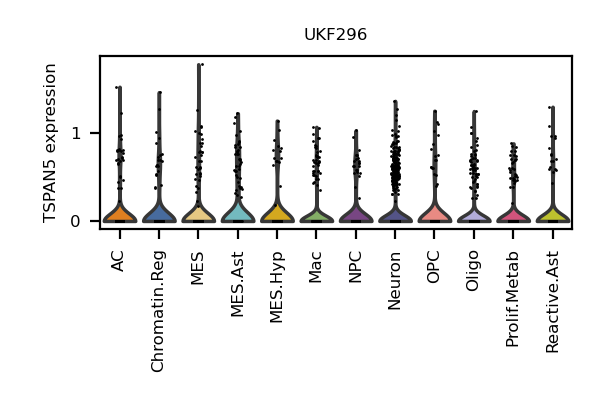 UKF296
TSPAN5 expression
1
0
AC
Chromatin.Reg
MES
MES.Ast
MES.Hyp
Mac
NPC
Neuron
OPC
Oligo
Prolif.Metab
Reactive.Ast